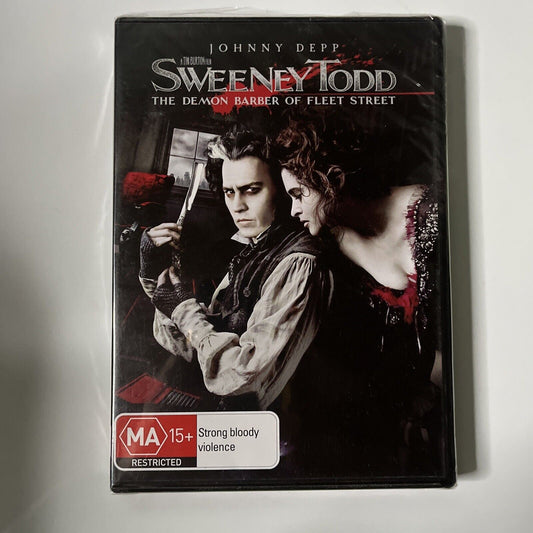 JOHNNY DEPP
A TIM BURTON FILM
SWEENEY TODD
THE DEMON BARBER OF FLEET STREET
MA 15+
Strong bloody
violence
RESTRICTED